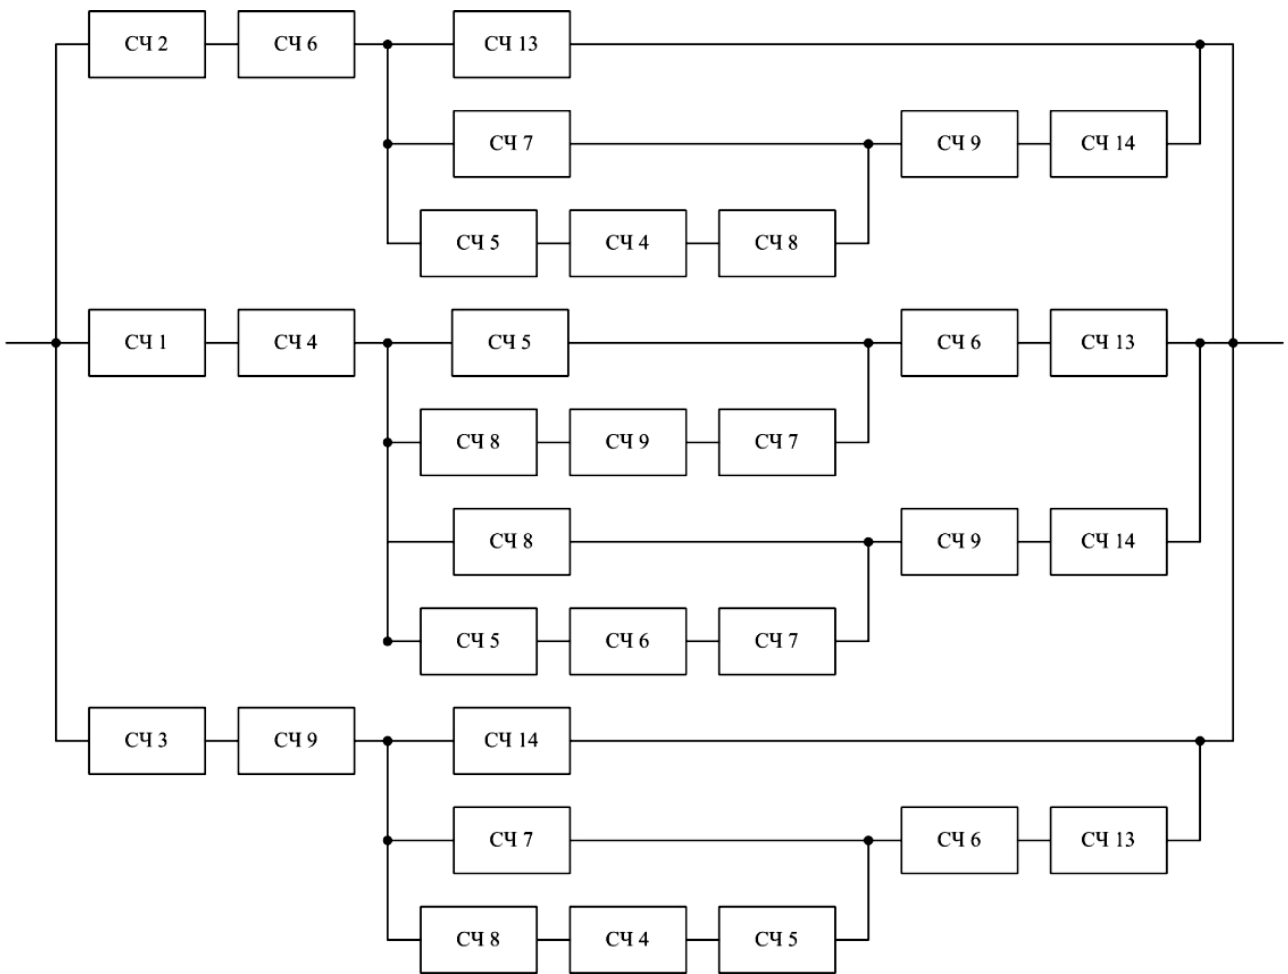 СЧ 2 СЧ 6 СЧ 13
СЧ 7 СЧ 9 СЧ 14
СЧ 5 СЧ 4 СЧ 8
СЧ 1 СЧ 4 СЧ 5 СЧ 6 СЧ 13
СЧ 8 СЧ 9 СЧ 7
СЧ 8 СЧ 9 СЧ 14
СЧ 5 СЧ 6 СЧ 7
СЧ 3 СЧ 9 СЧ 14
СЧ 7 СЧ 6 СЧ 13
СЧ 8 СЧ 4 СЧ 5